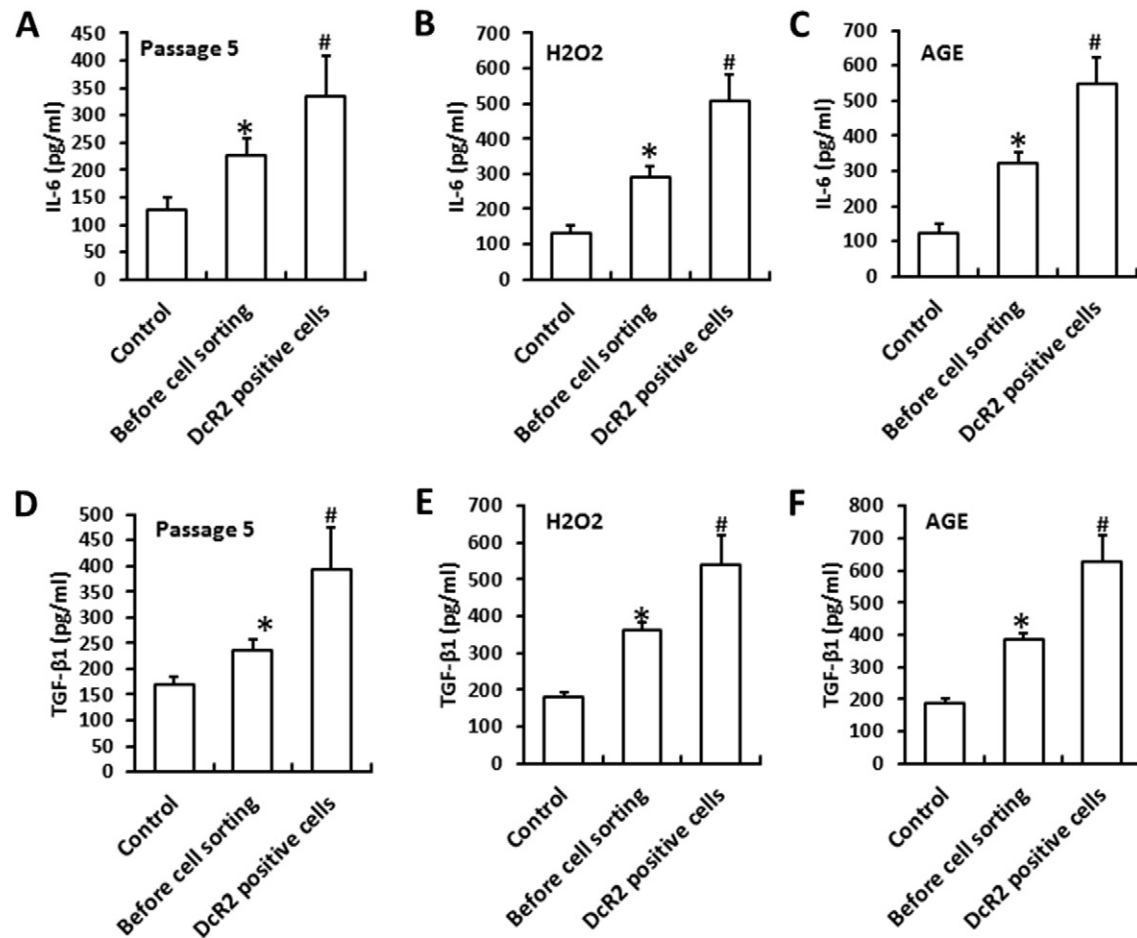 A
Passage 5
#
*
IL-6 (pg/ml)
450
400
350
300
250
200
150
100
50
0
Control
Before cell sorting
DcR2 positive cells
B
H2O2
#
*
IL-6 (pg/ml)
700
600
500
400
300
200
100
0
Control
Before cell sorting
DcR2 positive cells
C
AGE
#
*
IL-6 (pg/ml)
700
600
500
400
300
200
100
0
Control
Before cell sorting
DcR2 positive cells
D
Passage 5
#
*
TGF-β1 (pg/ml)
500
450
400
350
300
250
200
150
100
50
0
Control
Before cell sorting
DcR2 positive cells
E
H2O2
#
*
TGF-β1 (pg/ml)
700
600
500
400
300
200
100
0
Control
Before cell sorting
DcR2 positive cells
F
AGE
#
*
TGF-β1 (pg/ml)
800
700
600
500
400
300
200
100
0
Control
Before cell sorting
DcR2 positive cells